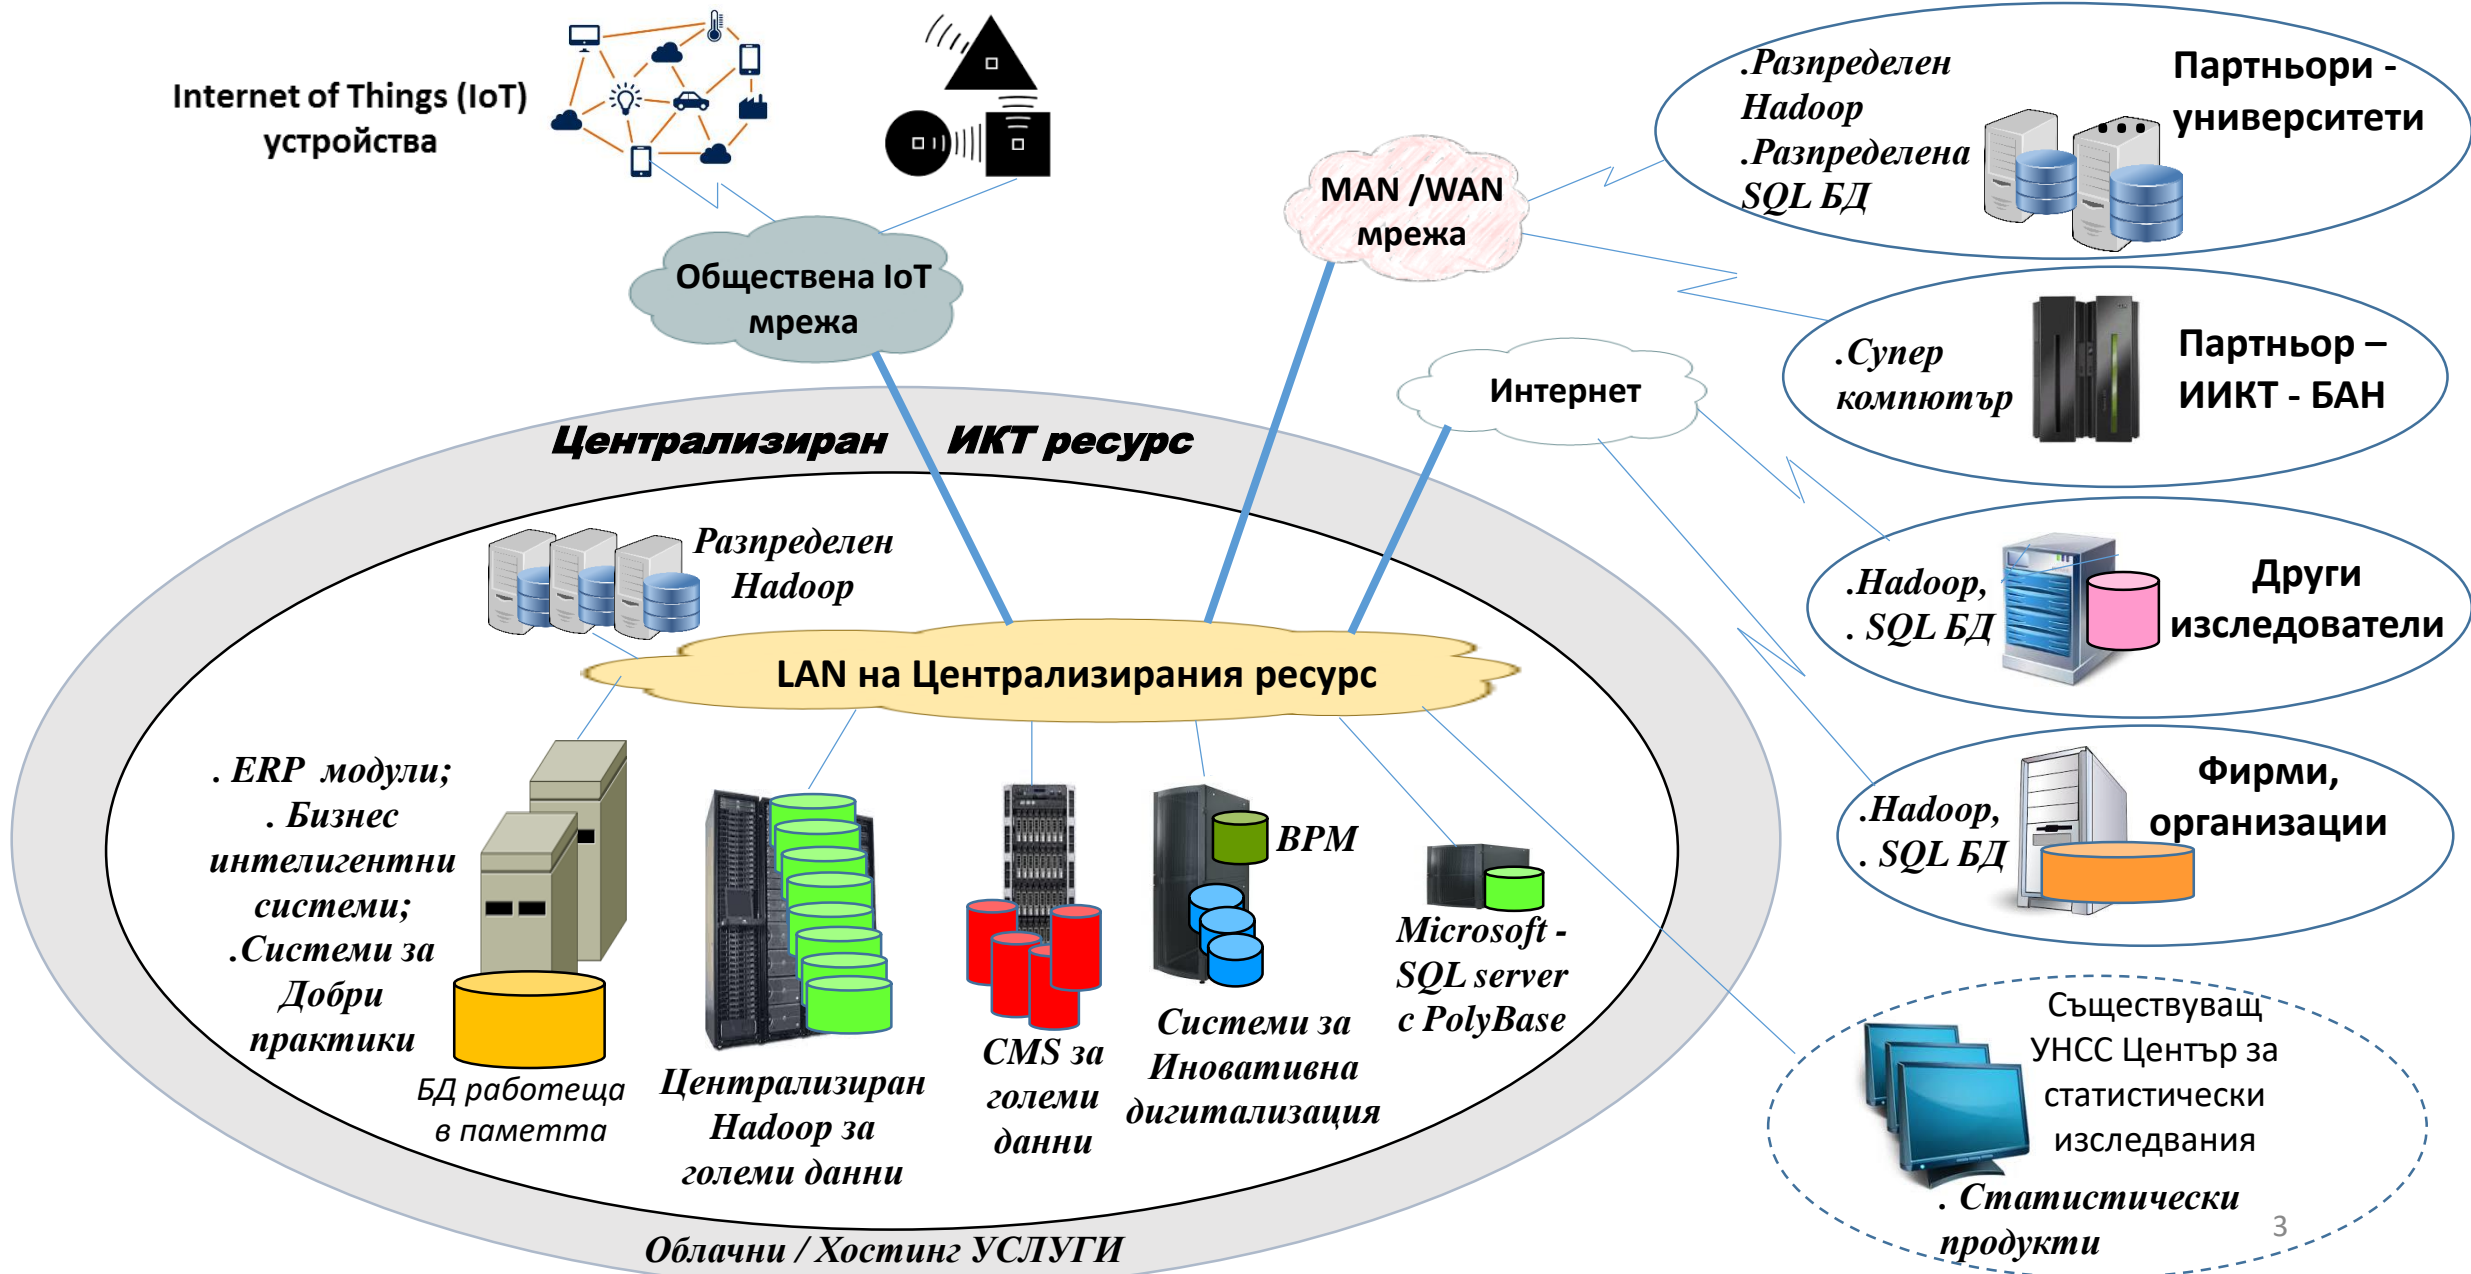 Internet of Things (IoT)
устройства
Обществена IoT
мрежа
MAN /WAN
мрежа
Интернет
.Разпределен
Hadoop
.Разпределена
SQL БД
Партньори -
университети
.Супер
компютър
Партньор –
ИИКТ - БАН
.Hadoop,
. SQL БД
Други
изследователи
.Hadoop,
. SQL БД
Фирми,
организации
Съществуващ
УНСС Център за
статистически
изследвания
. Статистически
продукти
3
Централизиран ИКТ ресурс
Разпределен
Hadoop
LAN на Централизирания ресурс
. ERP модули;
. Бизнес
интелигентни
системи;
.Системи за
Добри
практики
БД работеща
в паметта
Централизиран
Hadoop за
големи данни
CMS за
големи
данни
BPM
Системи за
Иновативна
дигитализация
Microsoft -
SQL server
с PolyBase
Облачни / Хостинг УСЛУГИ